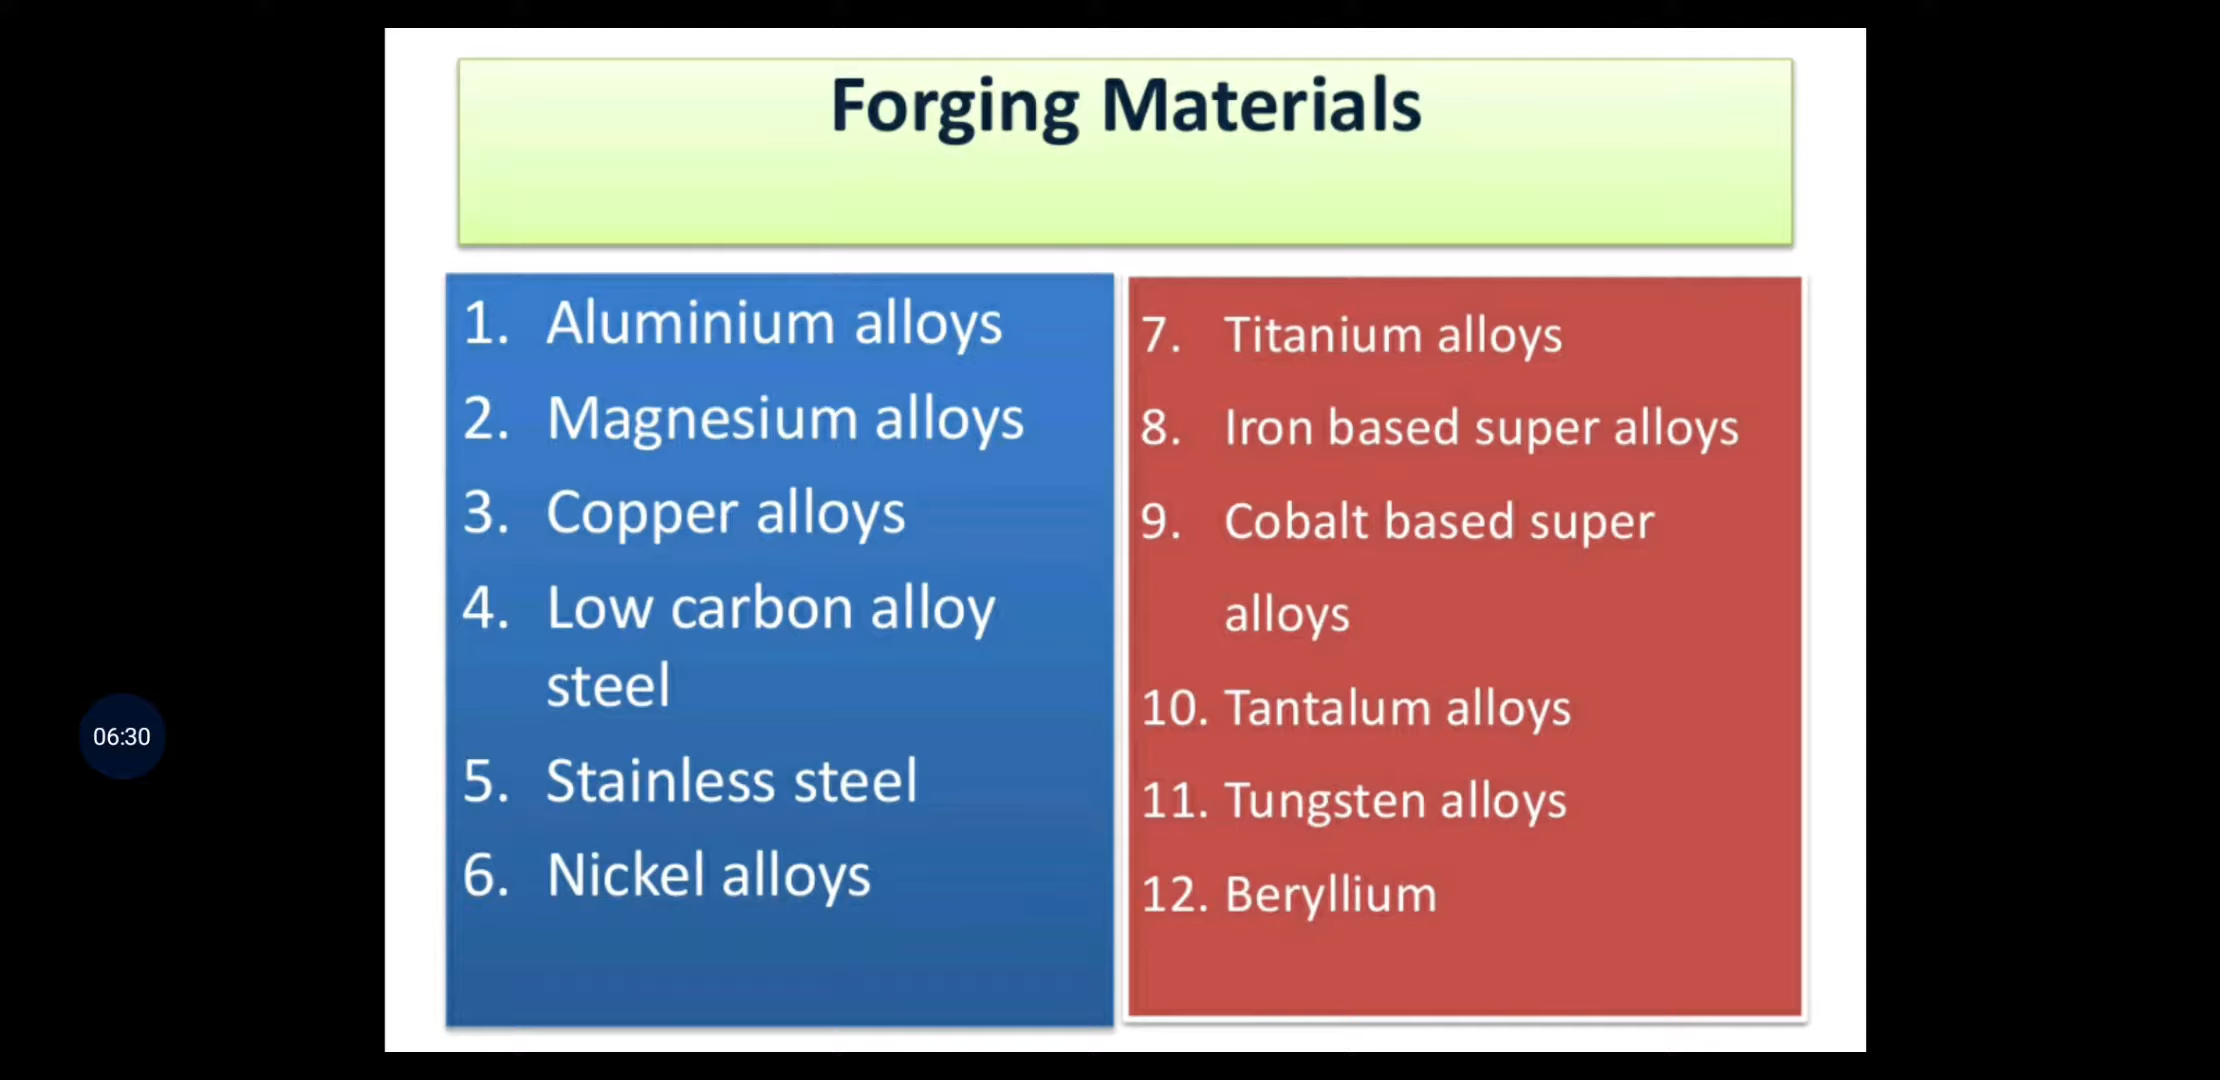 Forging Materials
1. Aluminium alloys
2. Magnesium alloys
3. Copper alloys
4. Low carbon alloy
steel
5. Stainless steel
6. Nickel alloys
7. Titanium alloys
8. Iron based super alloys
9. Cobalt based super
alloys
10. Tantalum alloys
11. Tungsten alloys
12. Beryllium
06:30